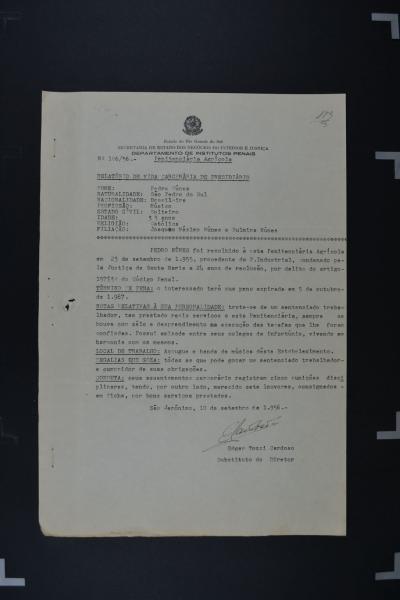 Estado do Rio Grande do Sul
SECRETARIA DE ESTADO DOS NEGÓCIOS DO INTERIOR E JUSTIÇA
DEPARTAMENTO DE INSTITUTOS PENAIS
Nº 106/56.- Penitenciária Agrícola
RELATÓRIO DE VIDA CARCERÁRIA DO PRESIDIÁRIO
NOME: Pedro Nunes
NATURALIDADE: São Pedro do Sul
NACIONALIDADE: Brasileira
PROFISSÃO: Músico
ESTADO CIVIL: Solteiro
IDADE: anos
RELIGIÃO: Católica
FILIAÇÃO: Joaquim Máximo Nunes e Dulmira Nunes
PEDRO NUNES foi recolhido à esta Penitenciária Agrícola
em 23 de setembro de 1.955, procedente da P.Industrial, condenado pe-
la Justiça de Santa Maria a 24 anos de reclusão, por delito do artigo
do Código Penal.
TÉRMINO DE PENA: o interessado terá sua pena expirada em 5 de outubro
de 1.967.
NOTAS RELATIVAS À SUA PERSONALIDADE: trata-se de um sentenciado traba-
lhador, tem prestado reais serviços a esta Penitenciária, sempre se
houve com zêlo e desprendimento na execução das tarefas que lhe foram
confiadas. Possui amizade entre seus colegas de infortúnio, vivendo em
harmonia com os mesmos.
LOCAL DE TRABALHO: Açougue e banda de música dêste Estabelecimento.
REGALIAS QUE GOZA: tôdas as que pode gozar um sentenciado trabalhador
e cumpridor de suas obrigações.
CONDUTA: seus assentamentos carcerário registram cinco punições disci
plinares, tendo, por outro lado, merecido sete louvores, consignados
em ficha, por bons serviços prestados.
São Jerônimo, 10 de setembro de 1.956.-
Edgar Tozzi Cardoso
Substituto do Diretor